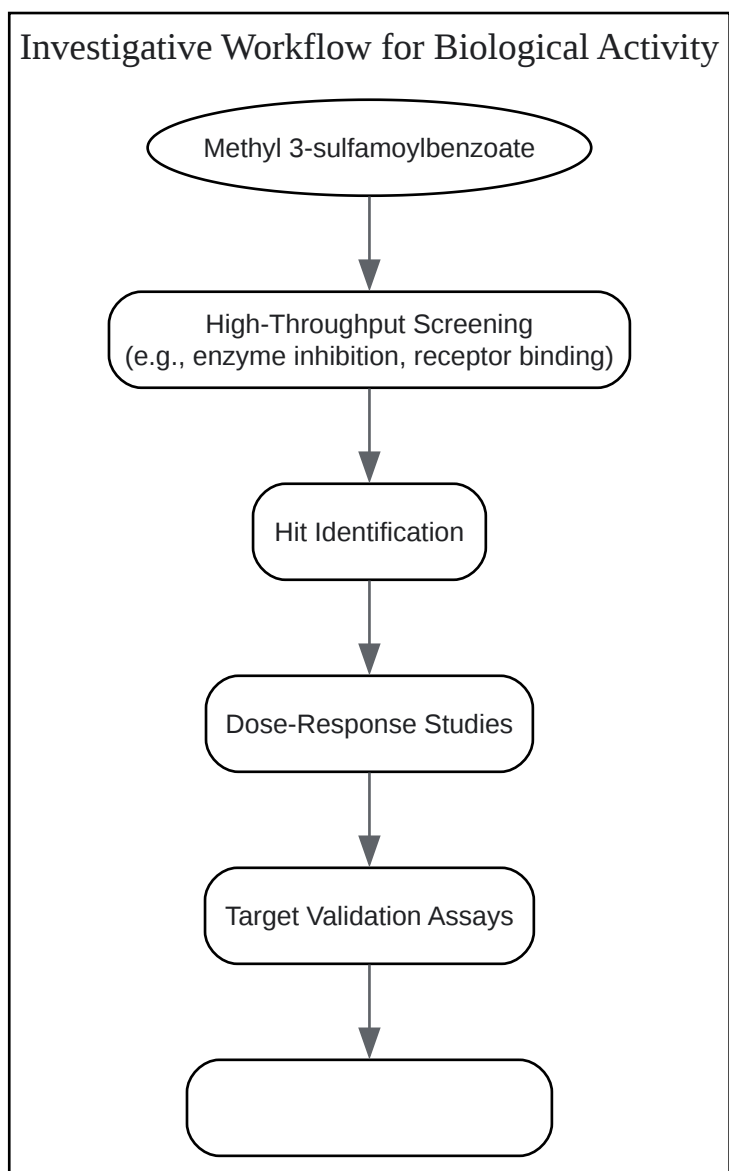 Investigative Workflow for Biological Activity
Methyl 3-sulfamoylbenzoate
High-Throughput Screening
(e.g., enzyme inhibition, receptor binding)
Hit Identification
Dose-Response Studies
Target Validation Assays